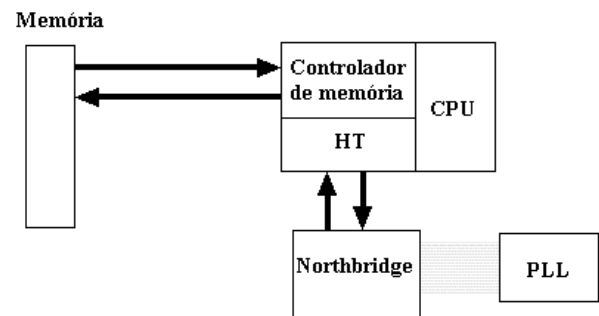 Memória
Controlador
de memória
CPU
HT
Northbridge
PLL